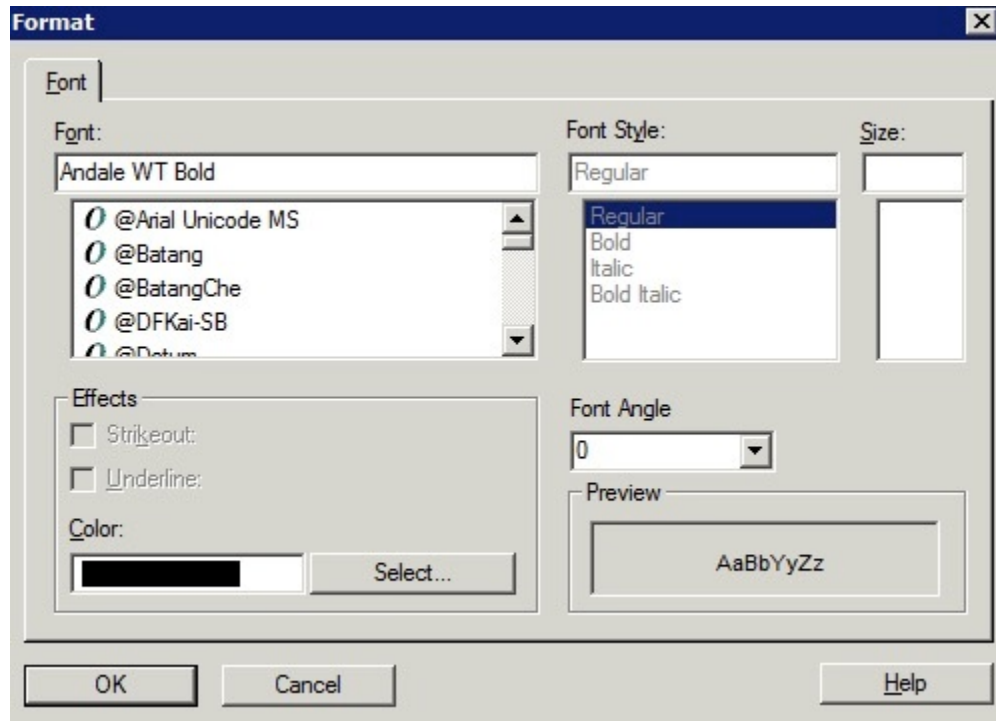 Format
Font
Font: Font Style: Size:
Andale WT Bold Regular
O @Arial Unicode MS Regular
O @Batang Bold
O @BatangChe Italic
O @DFKai-SB Bold Italic
O @Dotum
Effects Font Angle
Strikeout: 0
Underline: Preview
Color: AaBbYyZz
Select...
OK Cancel Help